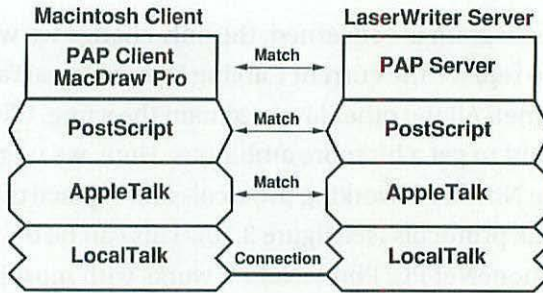 Macintosh Client LaserWriter Server
PAP Client Match PAP Server
MacDraw Pro
PostScript Match PostScript
AppleTalk Match AppleTalk
LocalTalk Connection LocalTalk